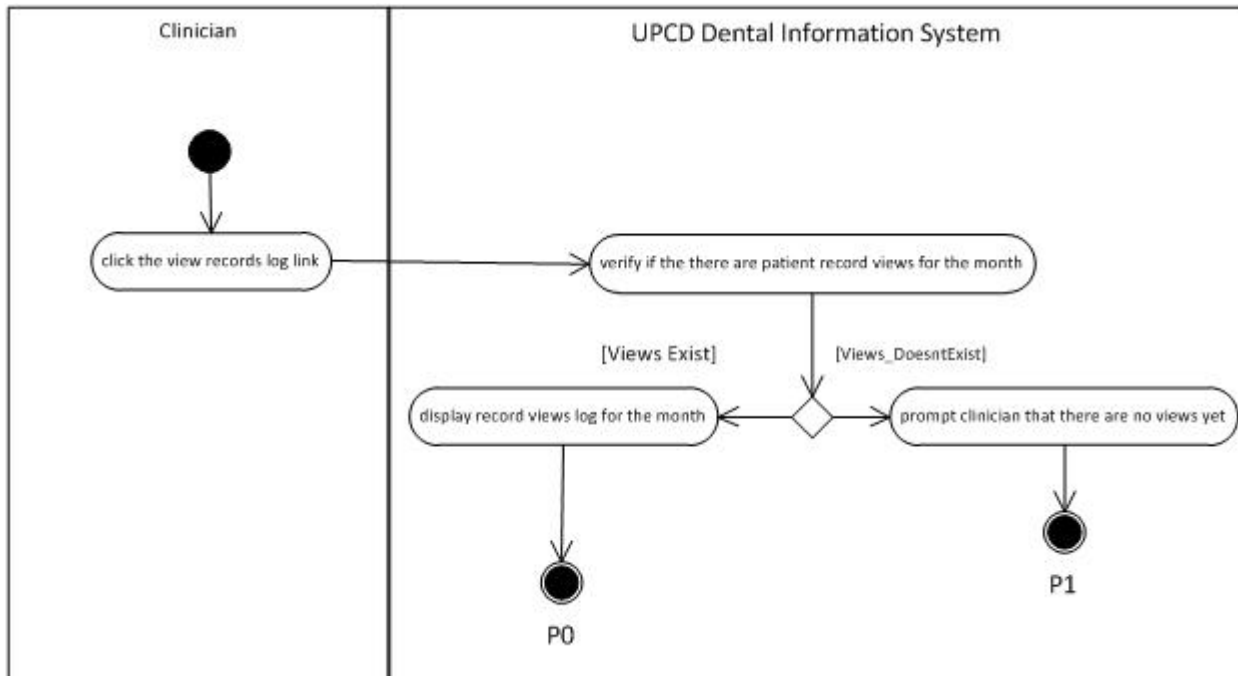 Clinician
UPCD Dental Information System
click the view records log link
verify if the there are patient record views for the month
[Views Exist]
[Views_DoesntExist]
display record views log for the month
prompt clinician that there are no views yet
P0
P1